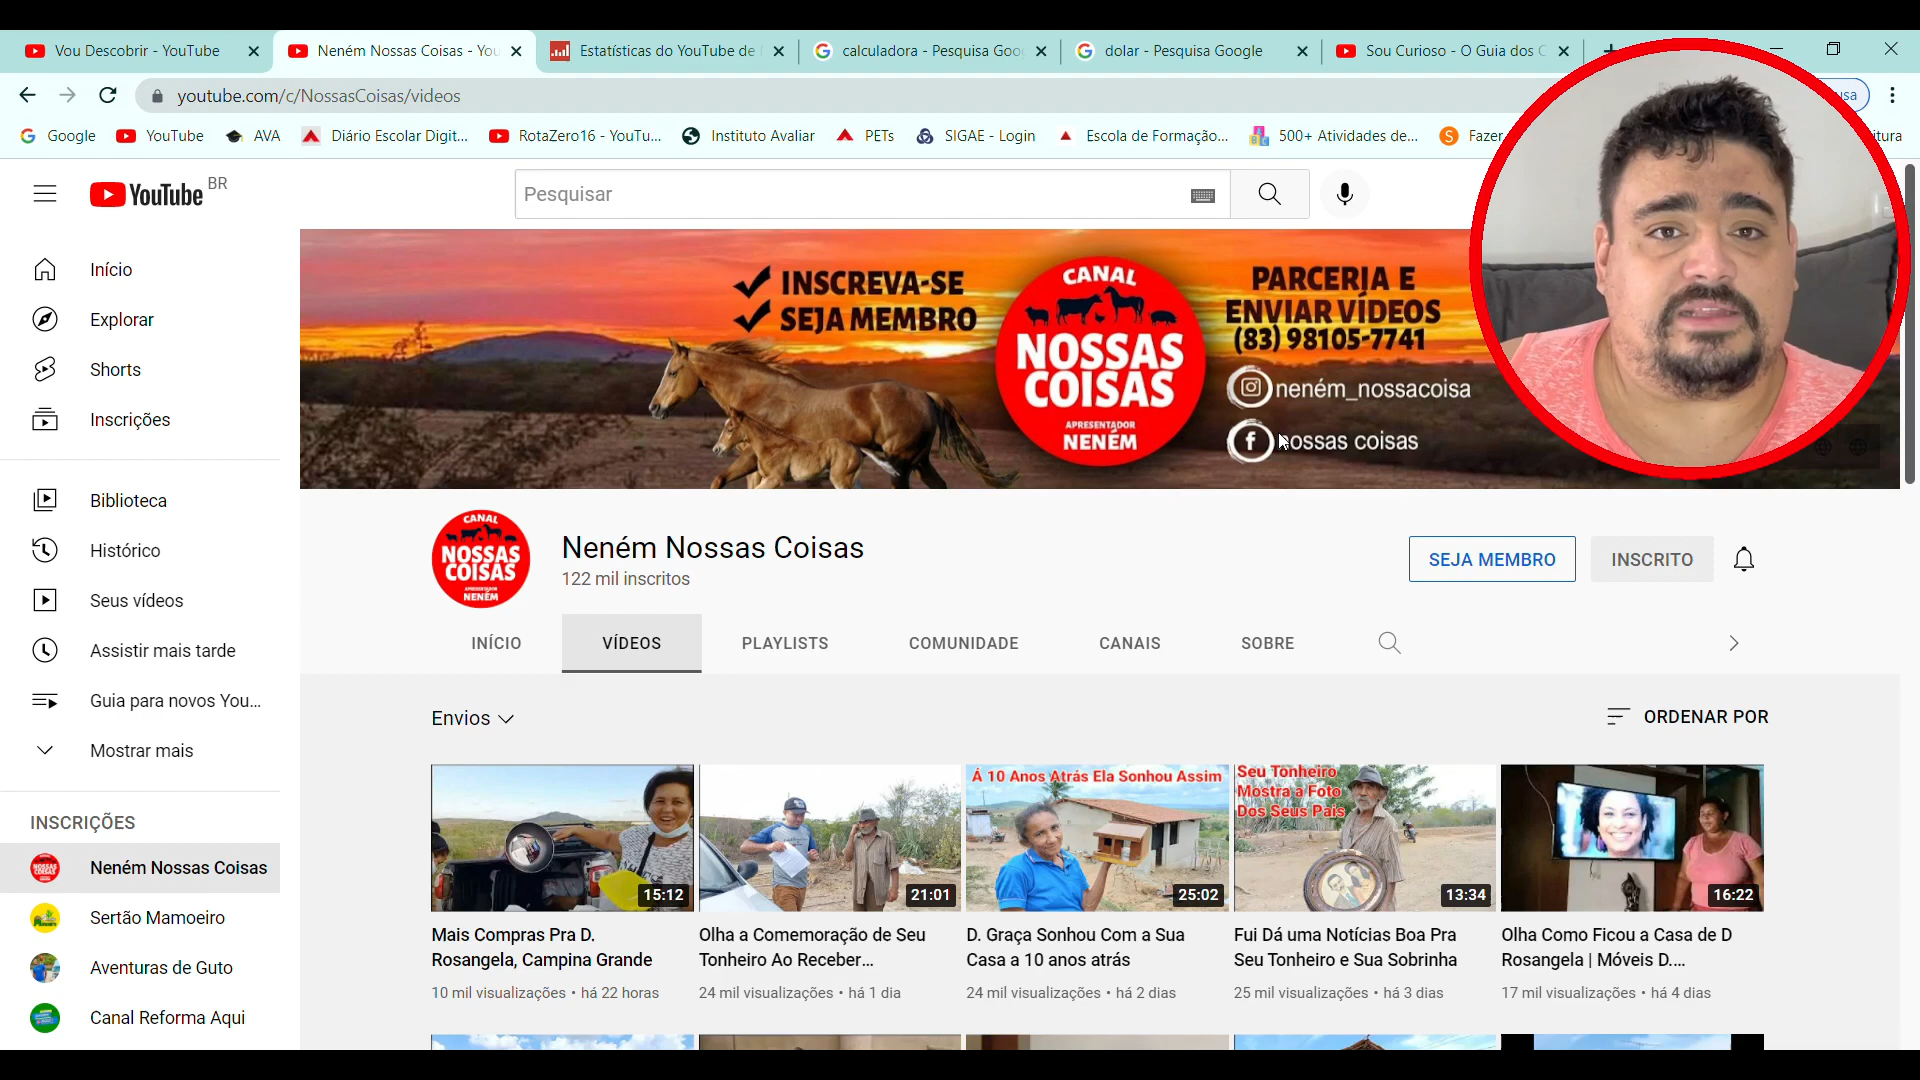 Vou Descobrir - YouTube
Neném Nossas Coisas - You
Estatísticas do YouTube de
calculadora - Pesquisa Goo
dolar - Pesquisa Google
Sou Curioso - O Guia dos C
youtube.com/c/NossasCoisas/videos
usa
Google
YouTube
AVA
Diário Escolar Digit...
RotaZero16 - YouTu...
Instituto Avaliar
PETs
SIGAE - Login
Escola de Formação...
500+ Atividades de...
Fazer
itura
YouTube BR
Pesquisar
Início
Explorar
Shorts
Inscrições
Biblioteca
Histórico
Seus vídeos
Assistir mais tarde
Guia para novos You...
Mostrar mais
INSCRIÇÕES
Neném Nossas Coisas
Sertão Mamoeiro
Aventuras de Guto
Canal Reforma Aqui
INSCREVA-SE
SEJA MEMBRO
CANAL
NOSSAS
COISAS
APRESENTADOR
NENÉM
PARCERIA E
ENVIAR VÍDEOS
(83) 98105-7741
neném_nossacoisa
nossas coisas
CANAL
NOSSAS
COISAS
APRESENTADOR
NENÉM
Neném Nossas Coisas
122 mil inscritos
SEJA MEMBRO
INSCRITO
INÍCIO
VÍDEOS
PLAYLISTS
COMUNIDADE
CANAIS
SOBRE
Envios
ORDENAR POR
15:12
Mais Compras Pra D.
Rosangela, Campina Grande
10 mil visualizações • há 22 horas
21:01
Olha a Comemoração de Seu
Tonheiro Ao Receber...
24 mil visualizações • há 1 dia
Á 10 Anos Atrás Ela Sonhou Assim
25:02
D. Graça Sonhou Com a Sua
Casa a 10 anos atrás
24 mil visualizações • há 2 dias
Seu Tonheiro
Mostra a Foto
Dos Seus Pais
13:34
Fui Dá uma Notícias Boa Pra
Seu Tonheiro e Sua Sobrinha
25 mil visualizações • há 3 dias
16:22
Olha Como Ficou a Casa de D
Rosangela | Móveis D....
17 mil visualizações • há 4 dias